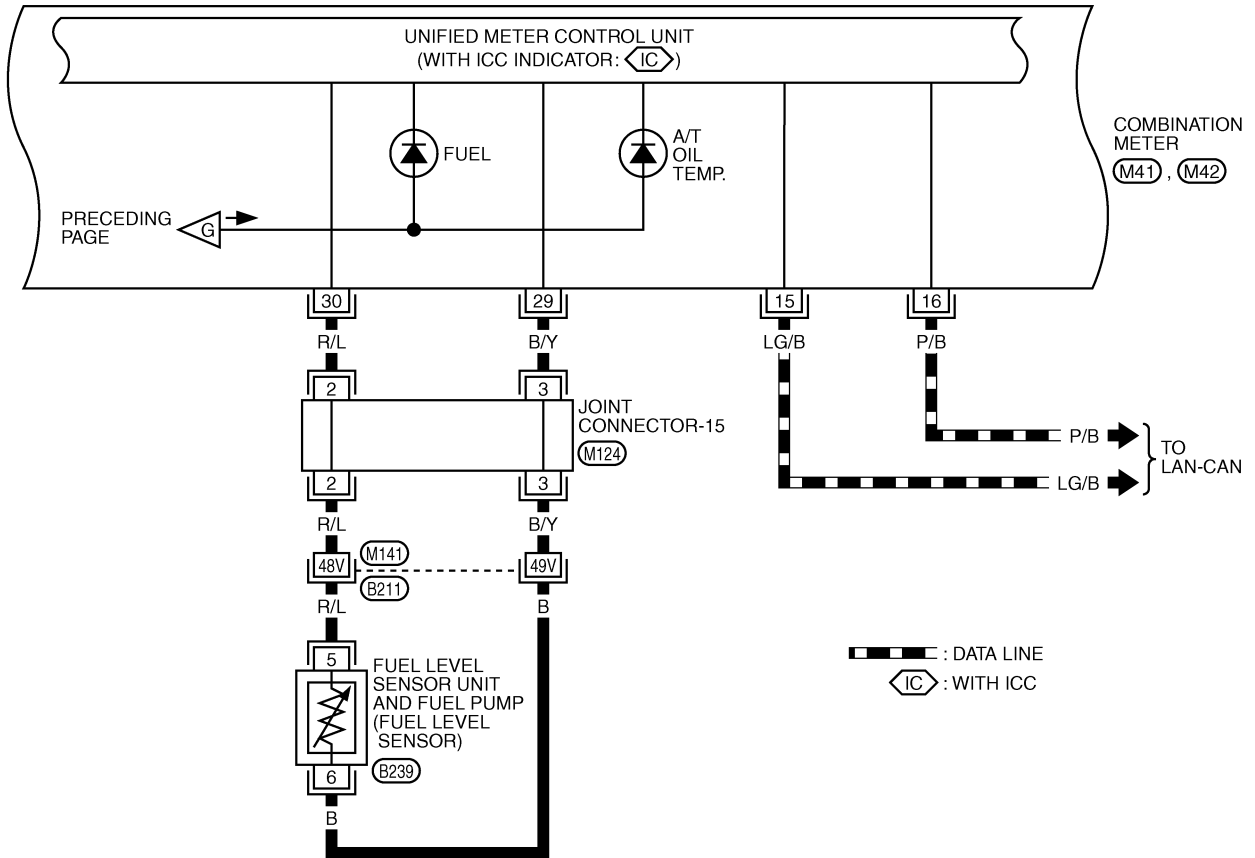 UNIFIED METER CONTROL UNIT
(WITH ICC INDICATOR: IC )
FUEL
A/T
OIL
TEMP.
COMBINATION
METER
M41 , M42
PRECEDING
PAGE
G
30
29
15
16
R/L
B/Y
LG/B
P/B
2
3
JOINT
CONNECTOR-15
M124
P/B
LG/B
TO
LAN-CAN
2
3
R/L
B/Y
48V
M141
B211
49V
R/L
B
5
FUEL LEVEL
SENSOR UNIT
AND FUEL PUMP
(FUEL LEVEL
SENSOR)
B239
6
B
: DATA LINE
IC : WITH ICC